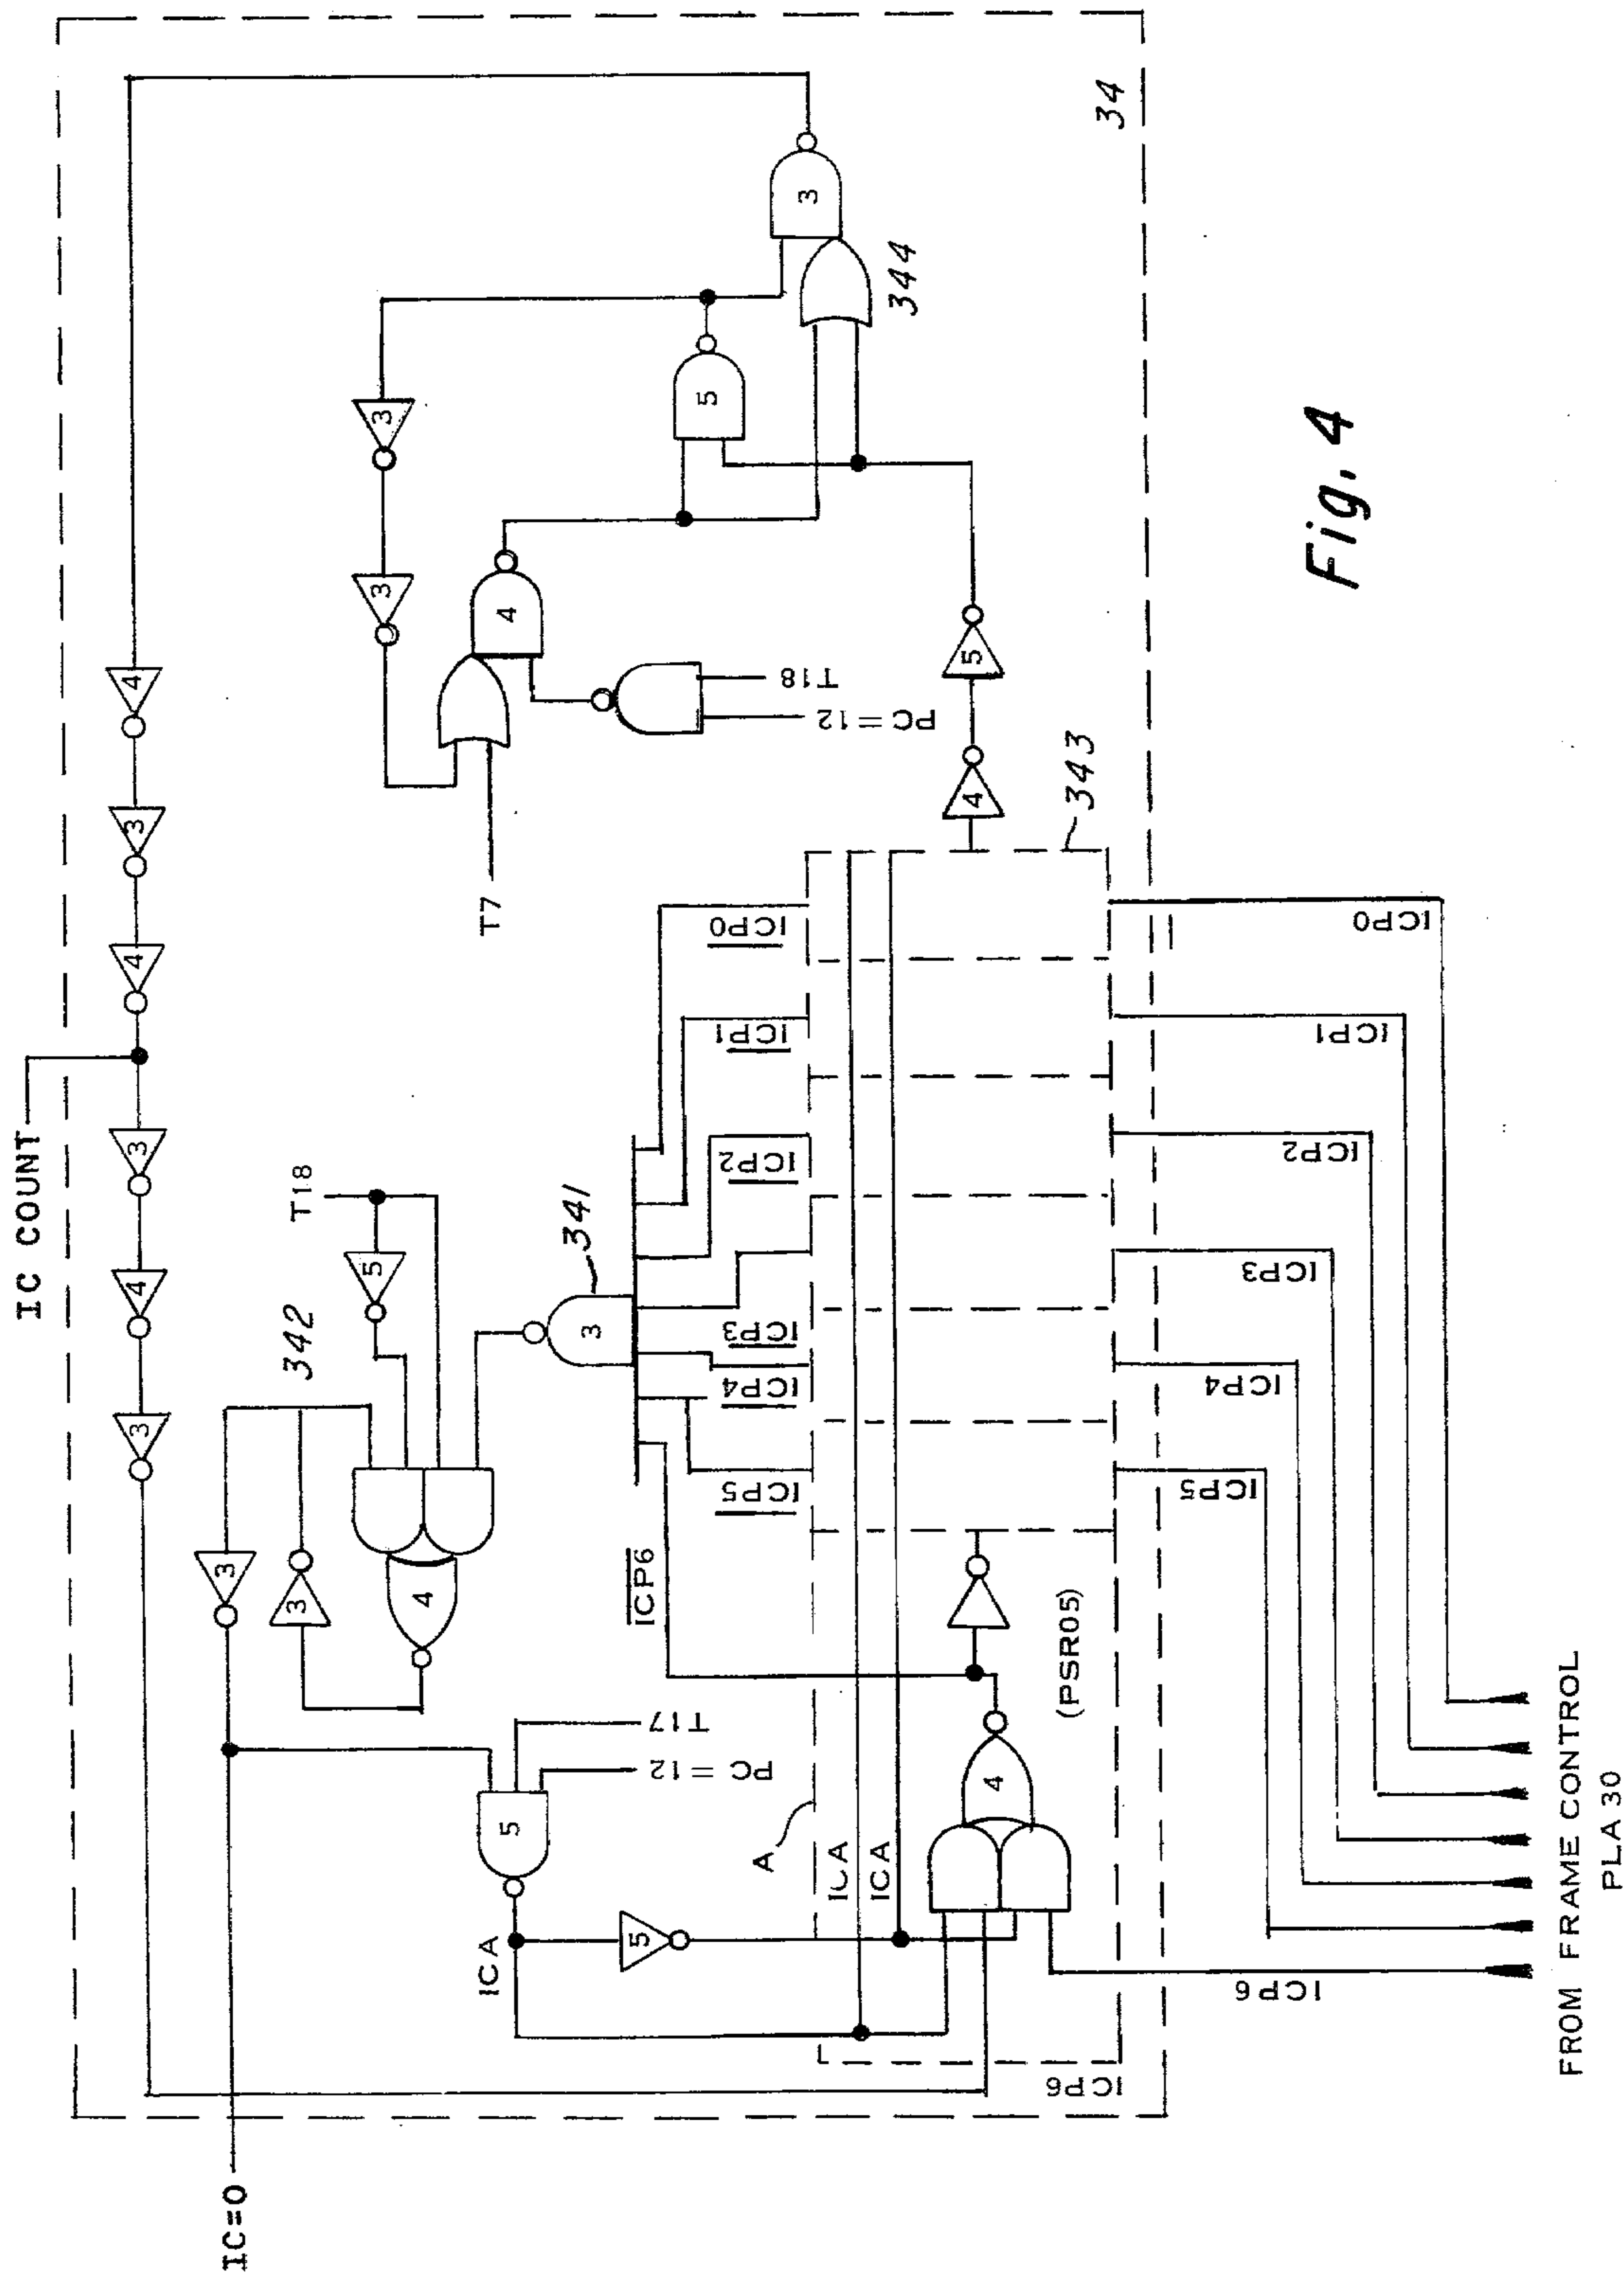 IC COUNT
IC=0
34
4
3
4
3
4
3
3
3
3
344
5
4
T7
T18
PC=12
5
4
343
T18
5
342
3
341
3
3
4
ICP0
ICP1
ICP2
ICP3
ICP4
ICP5
ICP6
T17
PC=12
5
ICA
5
A
ICA
ICA
4
(PSR05)
ICP6
ICP0
ICP1
ICP2
ICP3
ICP4
ICP5
ICP6
FROM FRAME CONTROL
PLA 30
Fig. 4